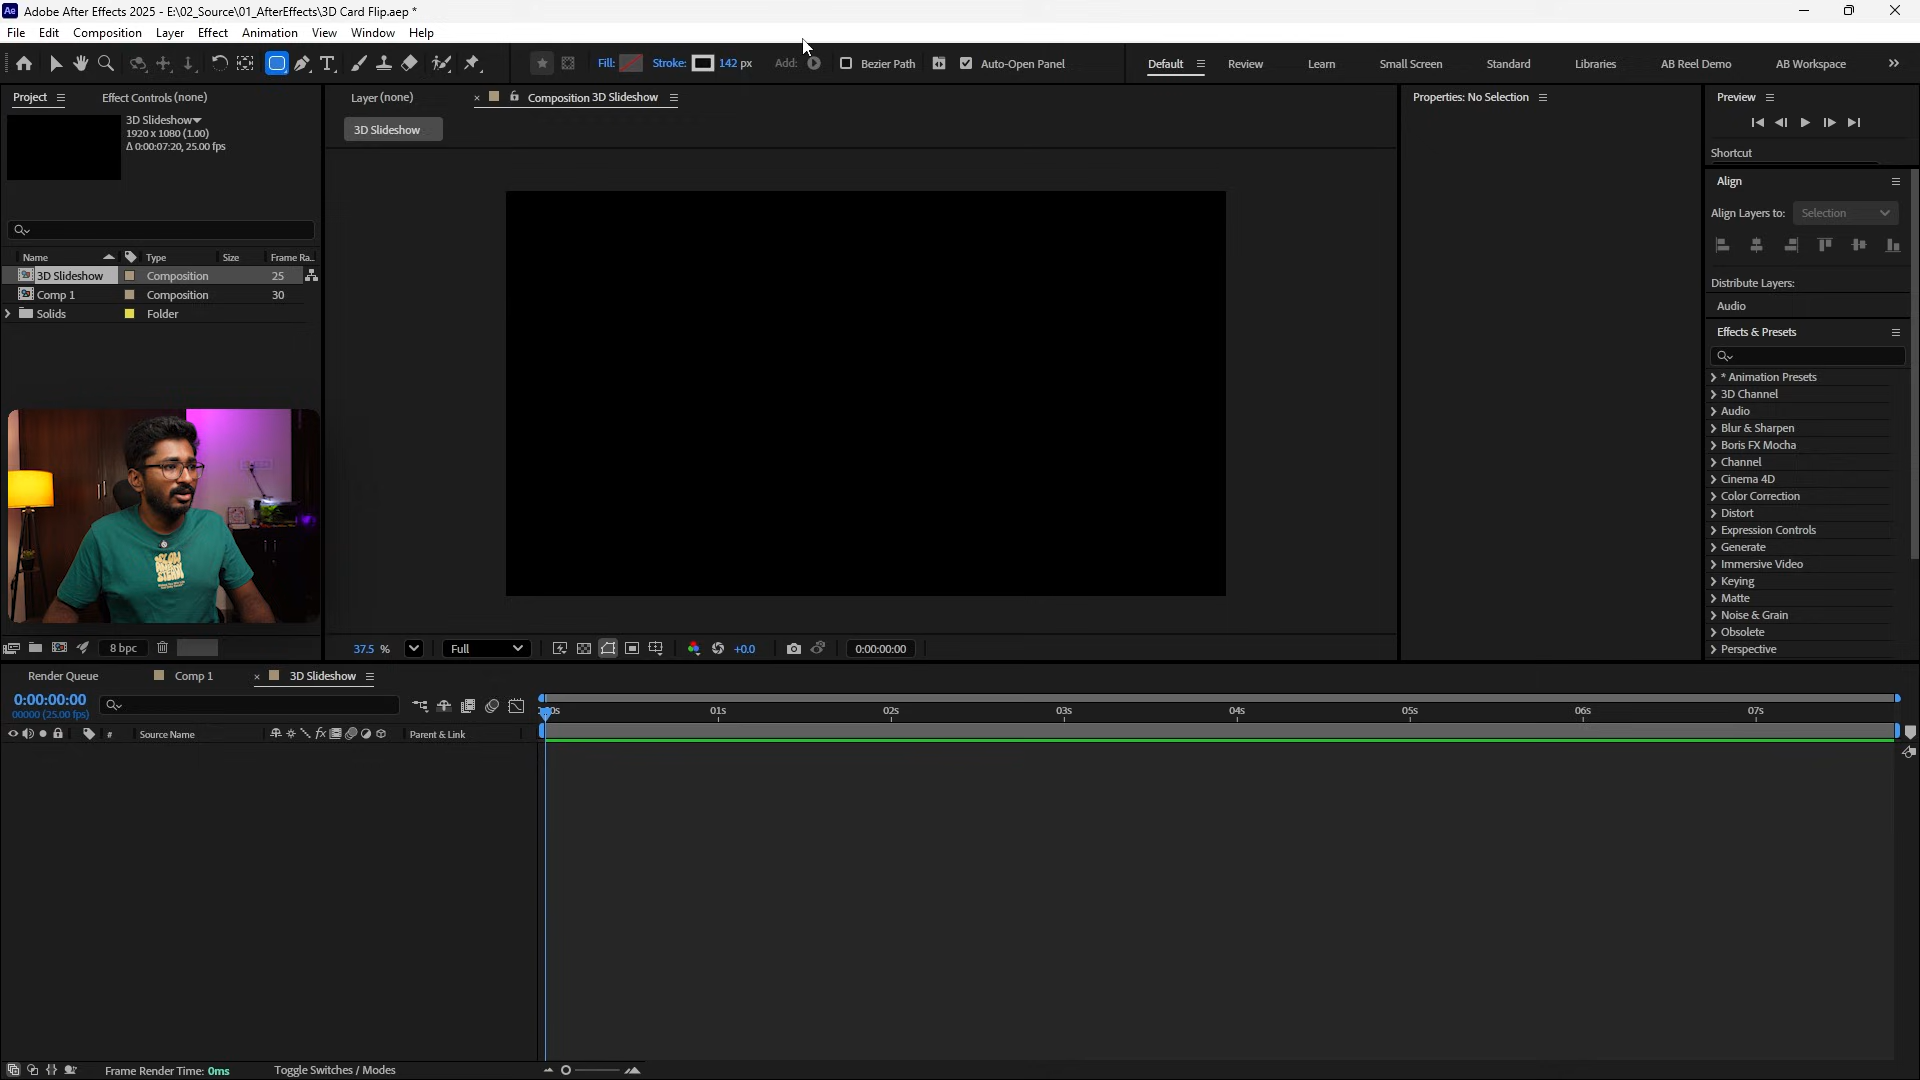 Adobe After Effects 2025 - E:\02_Source\01_AfterEffects\3D Card Flip.aep *
File Edit Composition Layer Effect Animation View Window Help
Fill: Stroke: 142 px Add: Bezier Path Auto-Open Panel Default Review Learn Small Screen Standard Libraries AB Reel Demo AB Workspace
Project Effect Controls (none) Layer (none) Composition 3D Slideshow Properties: No Selection Preview
3D Slideshow
1920 x 1080 (1.00)
Δ 0:00:07:20, 25.00 fps
3D Slideshow
Shortcut
Align
Align Layers to: Selection
Distribute Layers:
Audio
Effects & Presets
Name Type Size Frame Ra..
3D Slideshow Composition 25
Comp 1 Composition 30
Solids Folder
* Animation Presets
3D Channel
Audio
Blur & Sharpen
Boris FX Mocha
Channel
Cinema 4D
Color Correction
Distort
Expression Controls
Generate
Immersive Video
Keying
Matte
Noise & Grain
Obsolete
Perspective
8 bpc
37.5 % Full +0.0 0:00:00:00
Render Queue Comp 1 3D Slideshow
0:00:00:00
00000 (25.00 fps)
01s 02s 03s 04s 05s 06s 07s
# Source Name Parent & Link
Frame Render Time: 0ms Toggle Switches / Modes